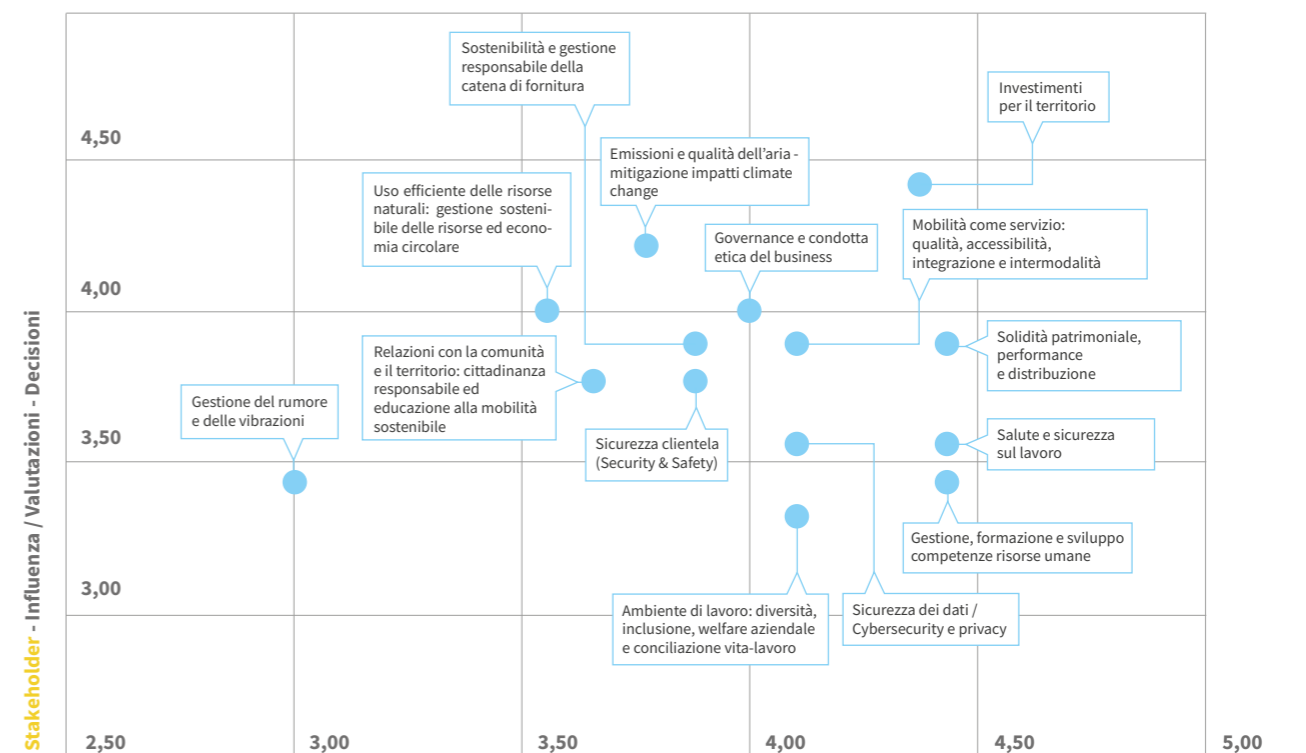 Sostenibilità e gestione
responsabile della
catena di fornitura
Investimenti
per il territorio
4,50
Emissioni e qualità dell'aria -
mitigazione impatti climate
change
Uso efficiente delle risorse
naturali: gestione sosteni-
bile delle risorse ed econo-
mia circolare
Mobilità come servizio:
qualità, accessibilità,
integrazione e intermodalità
Governance e condotta
etica del business
4,00
Solidità patrimoniale,
performance
e distribuzione
Relazioni con la comunità
e il territorio: cittadinanza
responsabile ed
educazione alla mobilità
sostenibile
Gestione del rumore
e delle vibrazioni
3,50
Sicurezza clientela
(Security & Safety)
Salute e sicurezza
sul lavoro
Gestione, formazione e sviluppo
competenze risorse umane
3,00
Ambiente di lavoro: diversità,
inclusione, welfare aziendale
e conciliazione vita-lavoro
Sicurezza dei dati /
Cybersecurity e privacy
Stakeholder - Influenza / Valutazioni - Decisioni
2,50 3,00 3,50 4,00 4,50 5,00